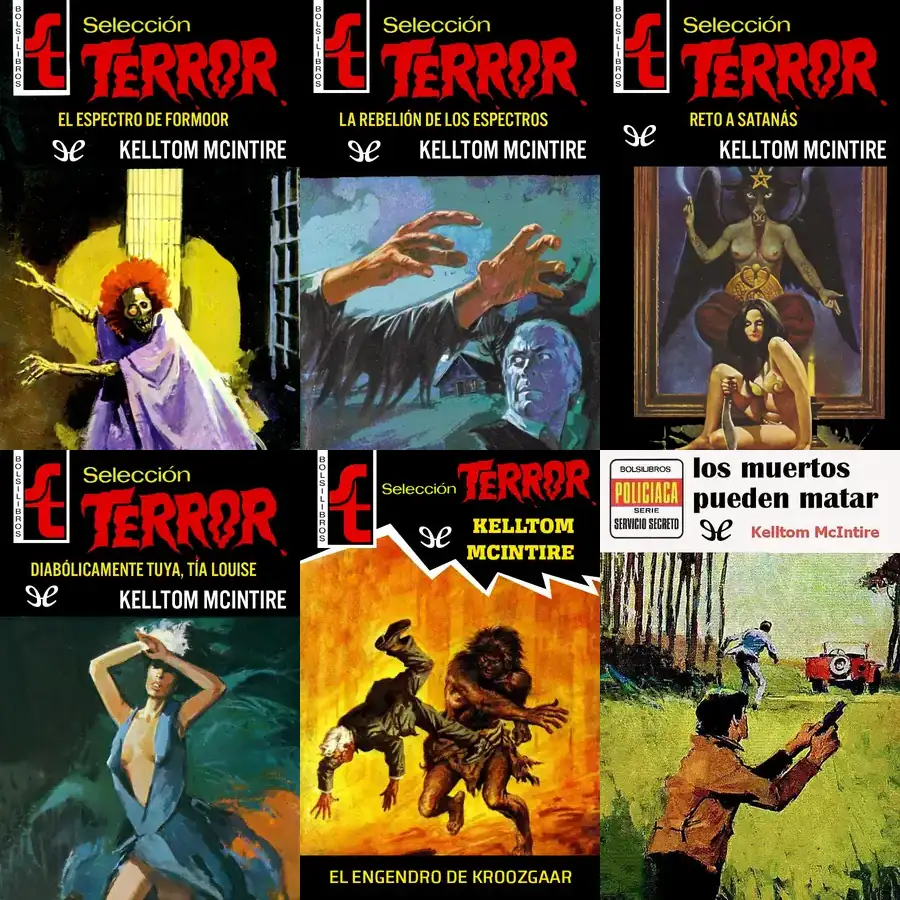 BOLSILIBROS
Selección
TERROR
EL ESPECTRO DE FORMOOR
KELLTOM MCINTIRE
BOLSILIBROS
Selección
TERROR
LA REBELIÓN DE LOS ESPECTROS
KELLTOM MCINTIRE
BOLSILIBROS
Selección
TERROR
RETO A SATANÁS
KELLTOM MCINTIRE
BOLSILIBROS
Selección
TERROR
DIABÓLICAMENTE TUYA, TÍA LOUISE
KELLTOM MCINTIRE
BOLSILIBROS
Selección
TERROR
KELLTOM
MCINTIRE
EL ENGENDRO DE KROOZGAAR
BOLSILIBROS
POLICIACA
SERIE
SERVICIO SECRETO
los muertos
pueden matar
Kelltom McIntire